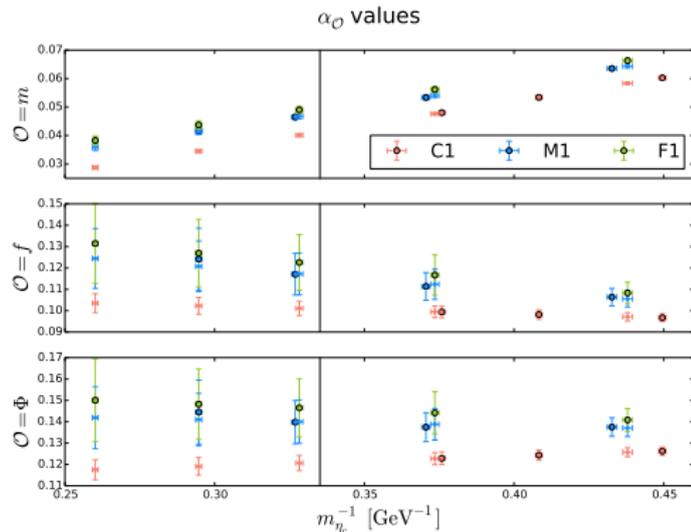 α_𝒪 values
0.07
0.06
0.05
0.04
0.03
𝒪 = m
C1 M1 F1
0.15
0.14
0.13
0.12
0.11
0.10
0.09
𝒪 = f
0.17
0.16
0.15
0.14
0.13
0.12
0.11
𝒪 = Φ
0.25 0.30 0.35 0.40 0.45
m_{η_c}^{-1} [GeV^{-1}]